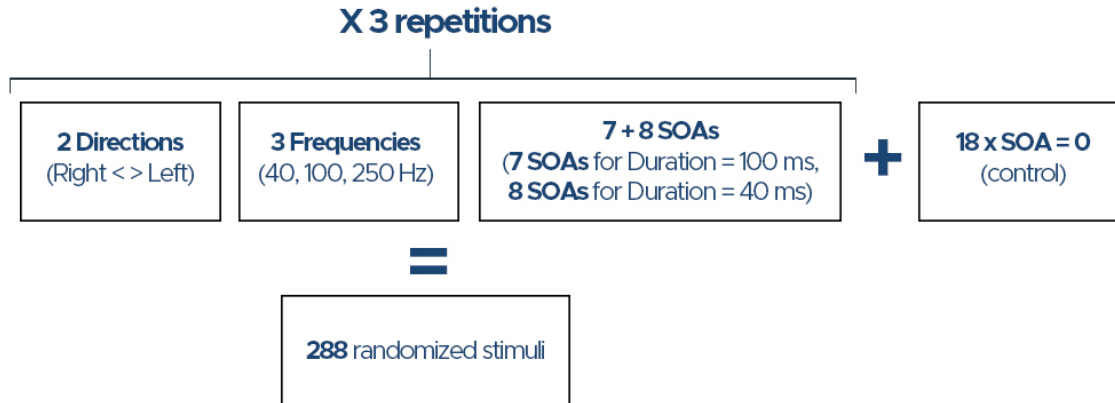 X 3 repetitions
2 Directions
(Right < > Left)
3 Frequencies
(40, 100, 250 Hz)
7 + 8 SOAs
(7 SOAs for Duration = 100 ms,
8 SOAs for Duration = 40 ms)
+
18 x SOA = 0
(control)
=
288 randomized stimuli